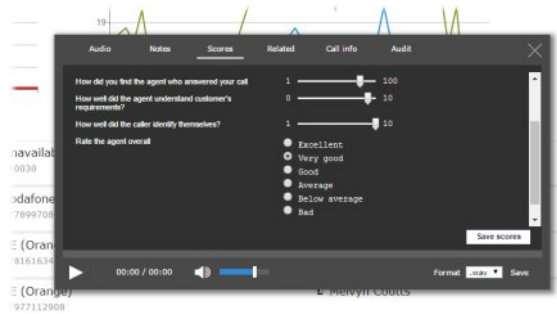 19
Audio Notes Scores Related Call info Audit
How did you find the agent who answered your call 1 100
How well did the agent understand customer's
requirements? 0 10
How well did the caller identify themselves? 1 10
Rate the agent overall
Excellent
Very good
Good
Average
Below average
Bad
Save scores
00:00 / 00:00 Format .wav Save
navailab
0030
odafone
7899708
E (Oran
8161634
E (Orange) Melvyn Coutts
977112908